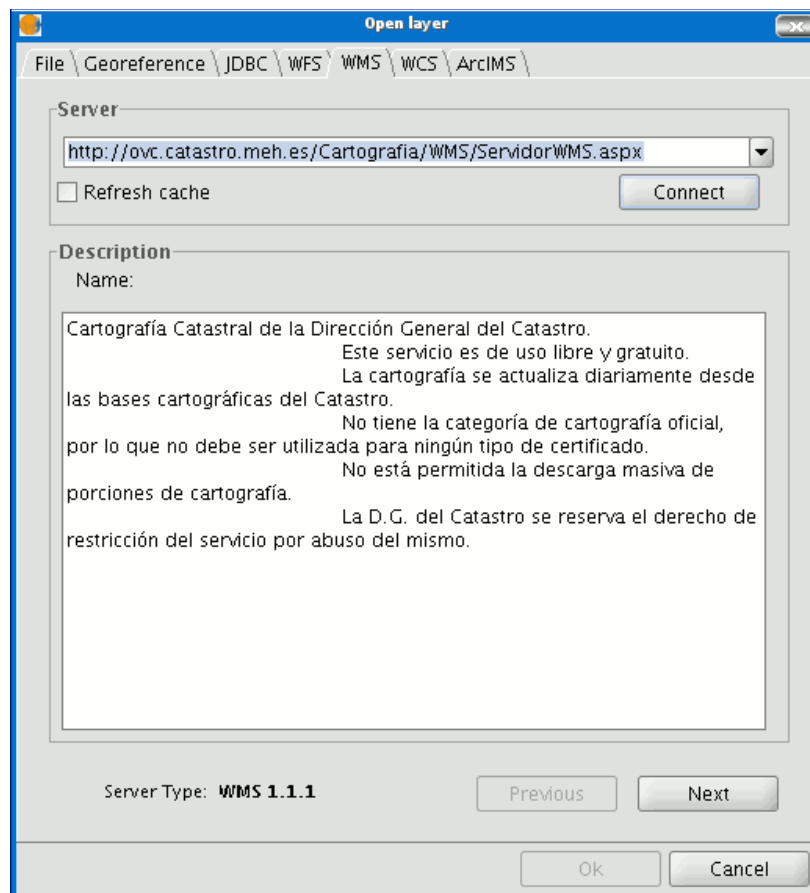 Open layer
File Georeference JDBC WFS WMS WCS ArcIMS
Server
http://ovc.catastro.meh.es/Cartografia/WMS/ServidorWMS.aspx
Refresh cache Connect
Description
Name:
Cartografía Catastral de la Dirección General del Catastro.
Este servicio es de uso libre y gratuito.
La cartografía se actualiza diariamente desde
las bases cartográficas del Catastro.
No tiene la categoría de cartografía oficial,
por lo que no debe ser utilizada para ningún tipo de certificado.
No está permitida la descarga masiva de
porciones de cartografía.
La D.G. del Catastro se reserva el derecho de
restricción del servicio por abuso del mismo.
Server Type: WMS 1.1.1 Previous Next
Ok Cancel